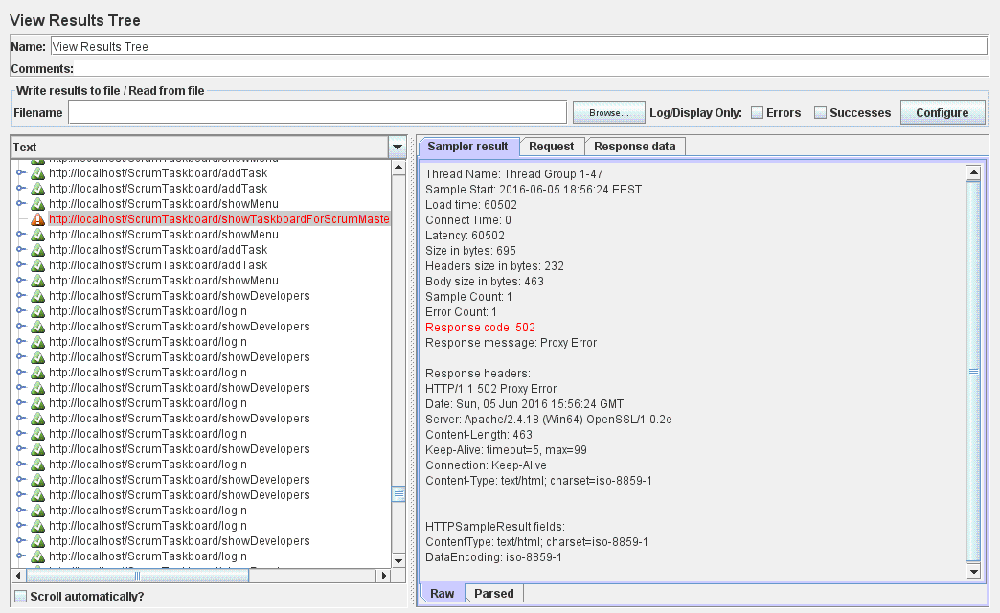 View Results Tree
Name: View Results Tree
Comments:
Write results to file / Read from file
Filename Browse... Log/Display Only: Errors Successes Configure
Text
http://localhost/ScrumTaskboard/addTask
http://localhost/ScrumTaskboard/addTask
http://localhost/ScrumTaskboard/showMenu
http://localhost/ScrumTaskboard/showTaskboardForScrumMaste
http://localhost/ScrumTaskboard/showMenu
http://localhost/ScrumTaskboard/addTask
http://localhost/ScrumTaskboard/addTask
http://localhost/ScrumTaskboard/showMenu
http://localhost/ScrumTaskboard/showDevelopers
http://localhost/ScrumTaskboard/login
http://localhost/ScrumTaskboard/showDevelopers
http://localhost/ScrumTaskboard/login
http://localhost/ScrumTaskboard/showDevelopers
http://localhost/ScrumTaskboard/login
http://localhost/ScrumTaskboard/showDevelopers
http://localhost/ScrumTaskboard/login
http://localhost/ScrumTaskboard/showDevelopers
http://localhost/ScrumTaskboard/login
http://localhost/ScrumTaskboard/showDevelopers
http://localhost/ScrumTaskboard/login
http://localhost/ScrumTaskboard/showDevelopers
http://localhost/ScrumTaskboard/showDevelopers
http://localhost/ScrumTaskboard/login
http://localhost/ScrumTaskboard/login
http://localhost/ScrumTaskboard/showDevelopers
http://localhost/ScrumTaskboard/login
Scroll automatically?
Sampler result Request Response data
Thread Name: Thread Group 1-47
Sample Start: 2016-06-05 18:56:24 EEST
Load time: 60502
Connect Time: 0
Latency: 60502
Size in bytes: 695
Headers size in bytes: 232
Body size in bytes: 463
Sample Count: 1
Error Count: 1
Response code: 502
Response message: Proxy Error
Response headers:
HTTP/1.1 502 Proxy Error
Date: Sun, 05 Jun 2016 15:56:24 GMT
Server: Apache/2.4.18 (Win64) OpenSSL/1.0.2e
Content-Length: 463
Keep-Alive: timeout=5, max=99
Connection: Keep-Alive
Content-Type: text/html; charset=iso-8859-1
HTTPSampleResult fields:
ContentType: text/html; charset=iso-8859-1
DataEncoding: iso-8859-1
Raw Parsed